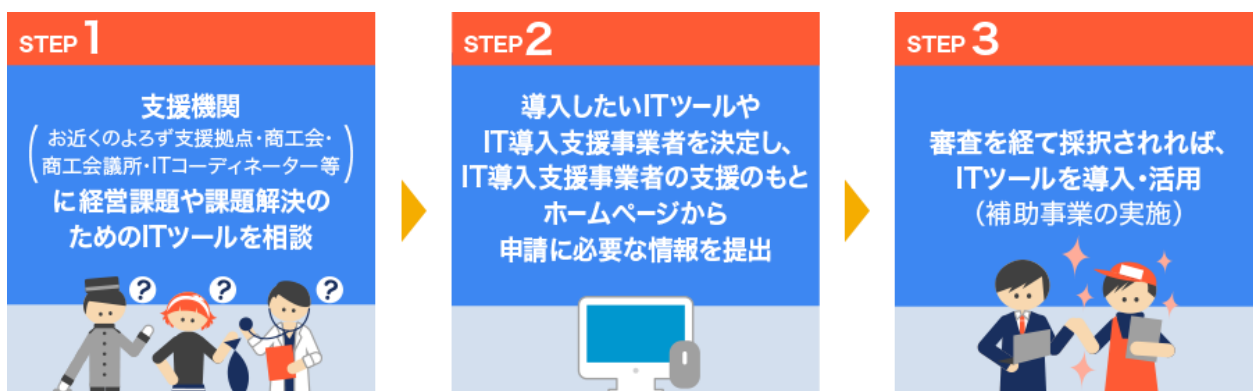 STEP 1
支援機関
(お近くのよろず支援拠点・商工会・
商工会議所・ITコーディネーター等)
に経営課題や課題解決の
ためのITツールを相談
?
?
?
STEP 2
導入したいITツールや
IT導入支援事業者を決定し、
IT導入支援事業者の支援のもと
ホームページから
申請に必要な情報を提出
STEP 3
審査を経て採択されれば、
ITツールを導入・活用
(補助事業の実施)